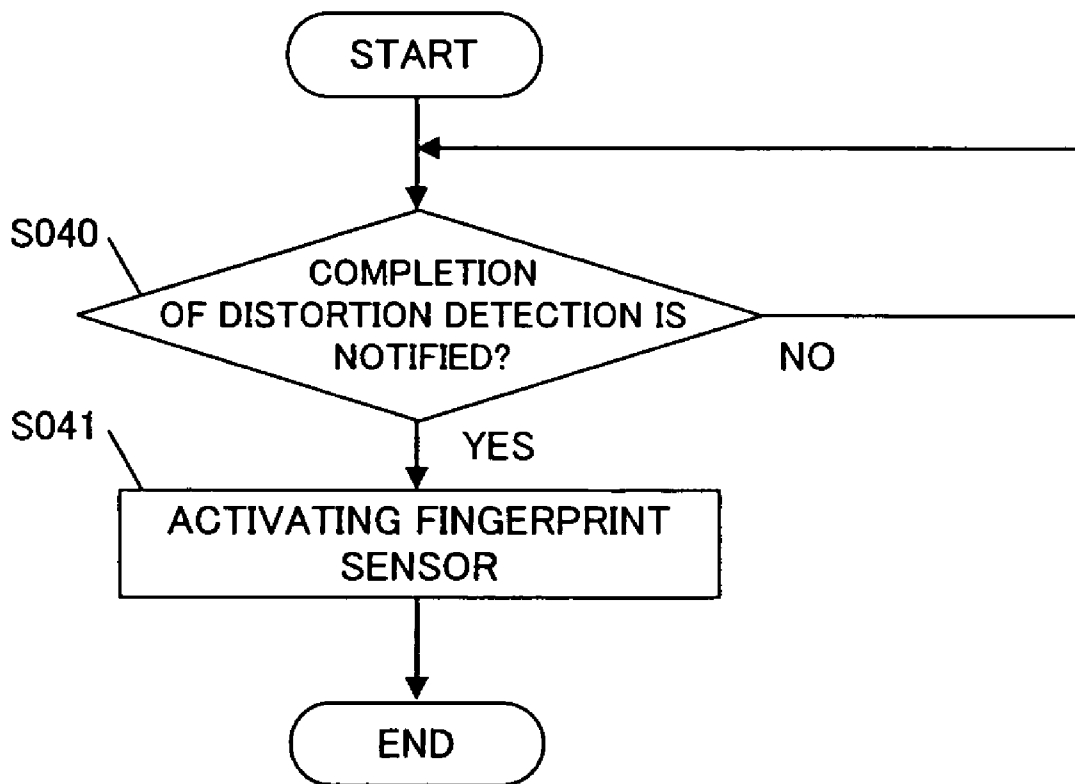 START
S040
COMPLETION
OF DISTORTION DETECTION IS
NOTIFIED?
NO
S041
YES
ACTIVATING FINGERPRINT
SENSOR
END